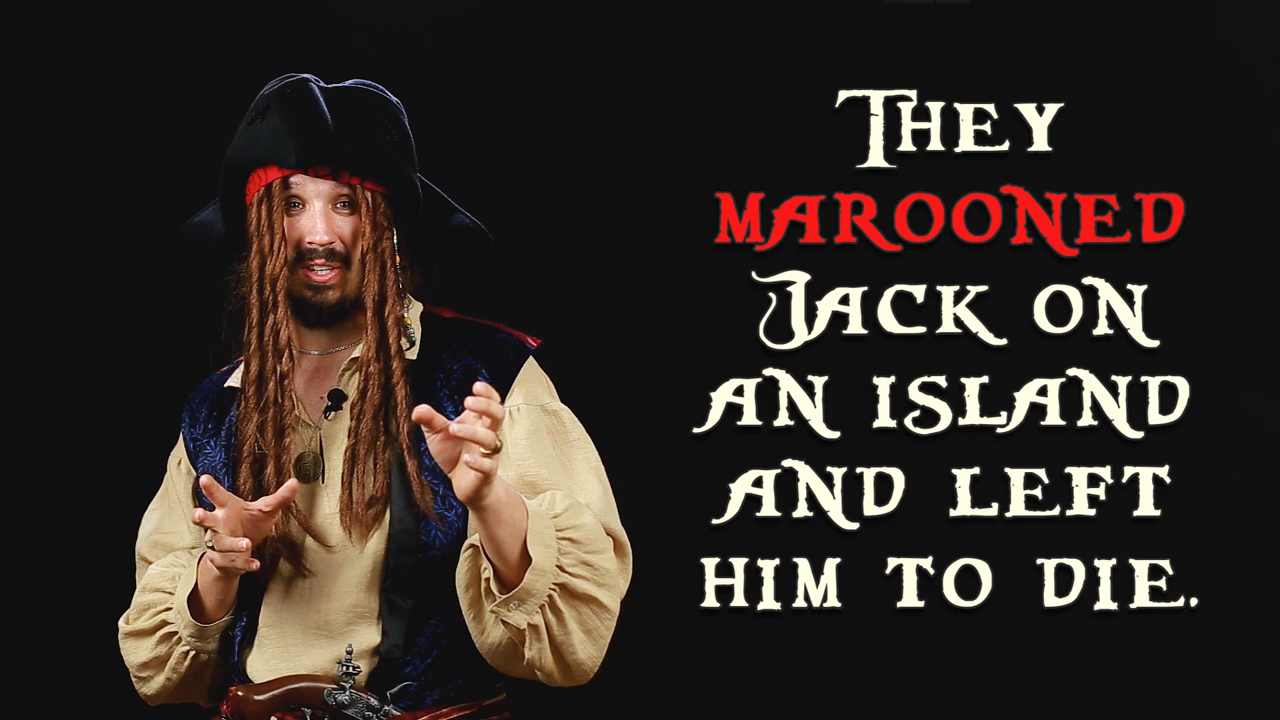 They
marooned
Jack on
an island
and left
him to die.